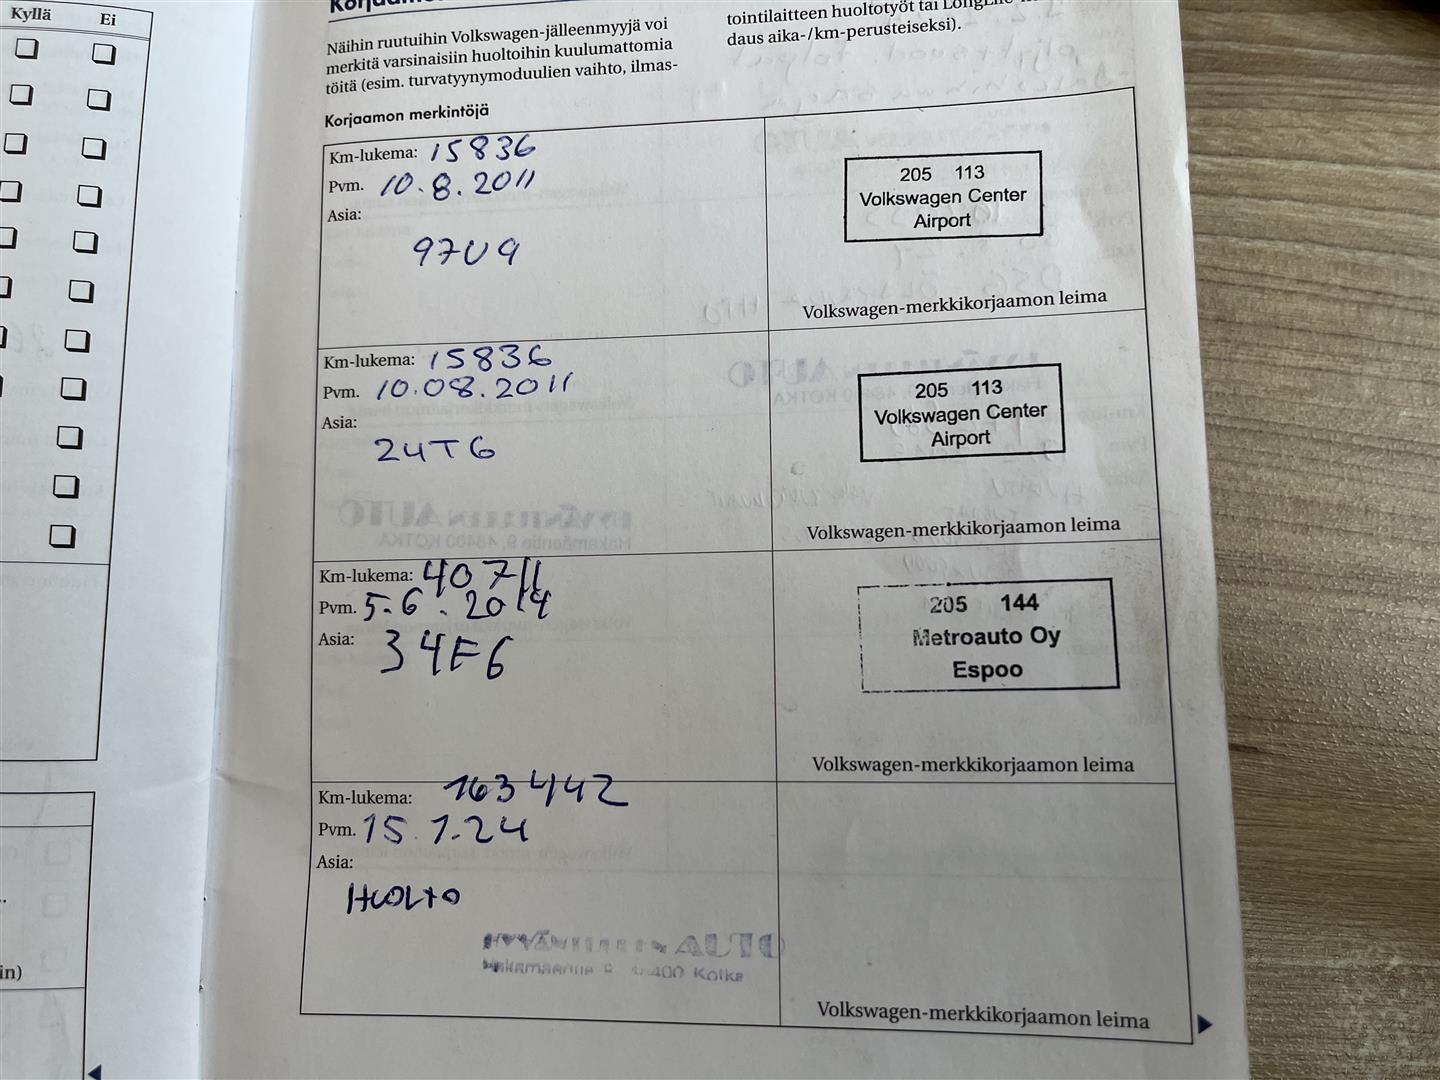 Kyllä Ei
in)
Näihin ruutuihin Volkswagen-jälleenmyyjä voi
merkitä varsinaisiin huoltoihin kuulumattomia
töitä (esim. turvatyynymoduulien vaihto, ilmas-
tointilaitteen huoltotyöt tai
daus aika-/km-perusteiseksi).
Korjaamon merkintöjä
Km-lukema: 15836
Pvm. 10.8.2011
Asia:
97U9
205 113
Volkswagen Center
Airport
Volkswagen-merkkikorjaamon leima
Km-lukema: 15836
Pvm. 10.08.2011
Asia:
24T6
205 113
Volkswagen Center
Airport
Volkswagen-merkkikorjaamon leima
Km-lukema: 40711
Pvm. 5.6.2014
Asia:
34F6
205 144
Metroauto Oy
Espoo
Volkswagen-merkkikorjaamon leima
Km-lukema: 163442
Pvm. 15.1.24
Asia:
HUOLTO
Volkswagen-merkkikorjaamon leima